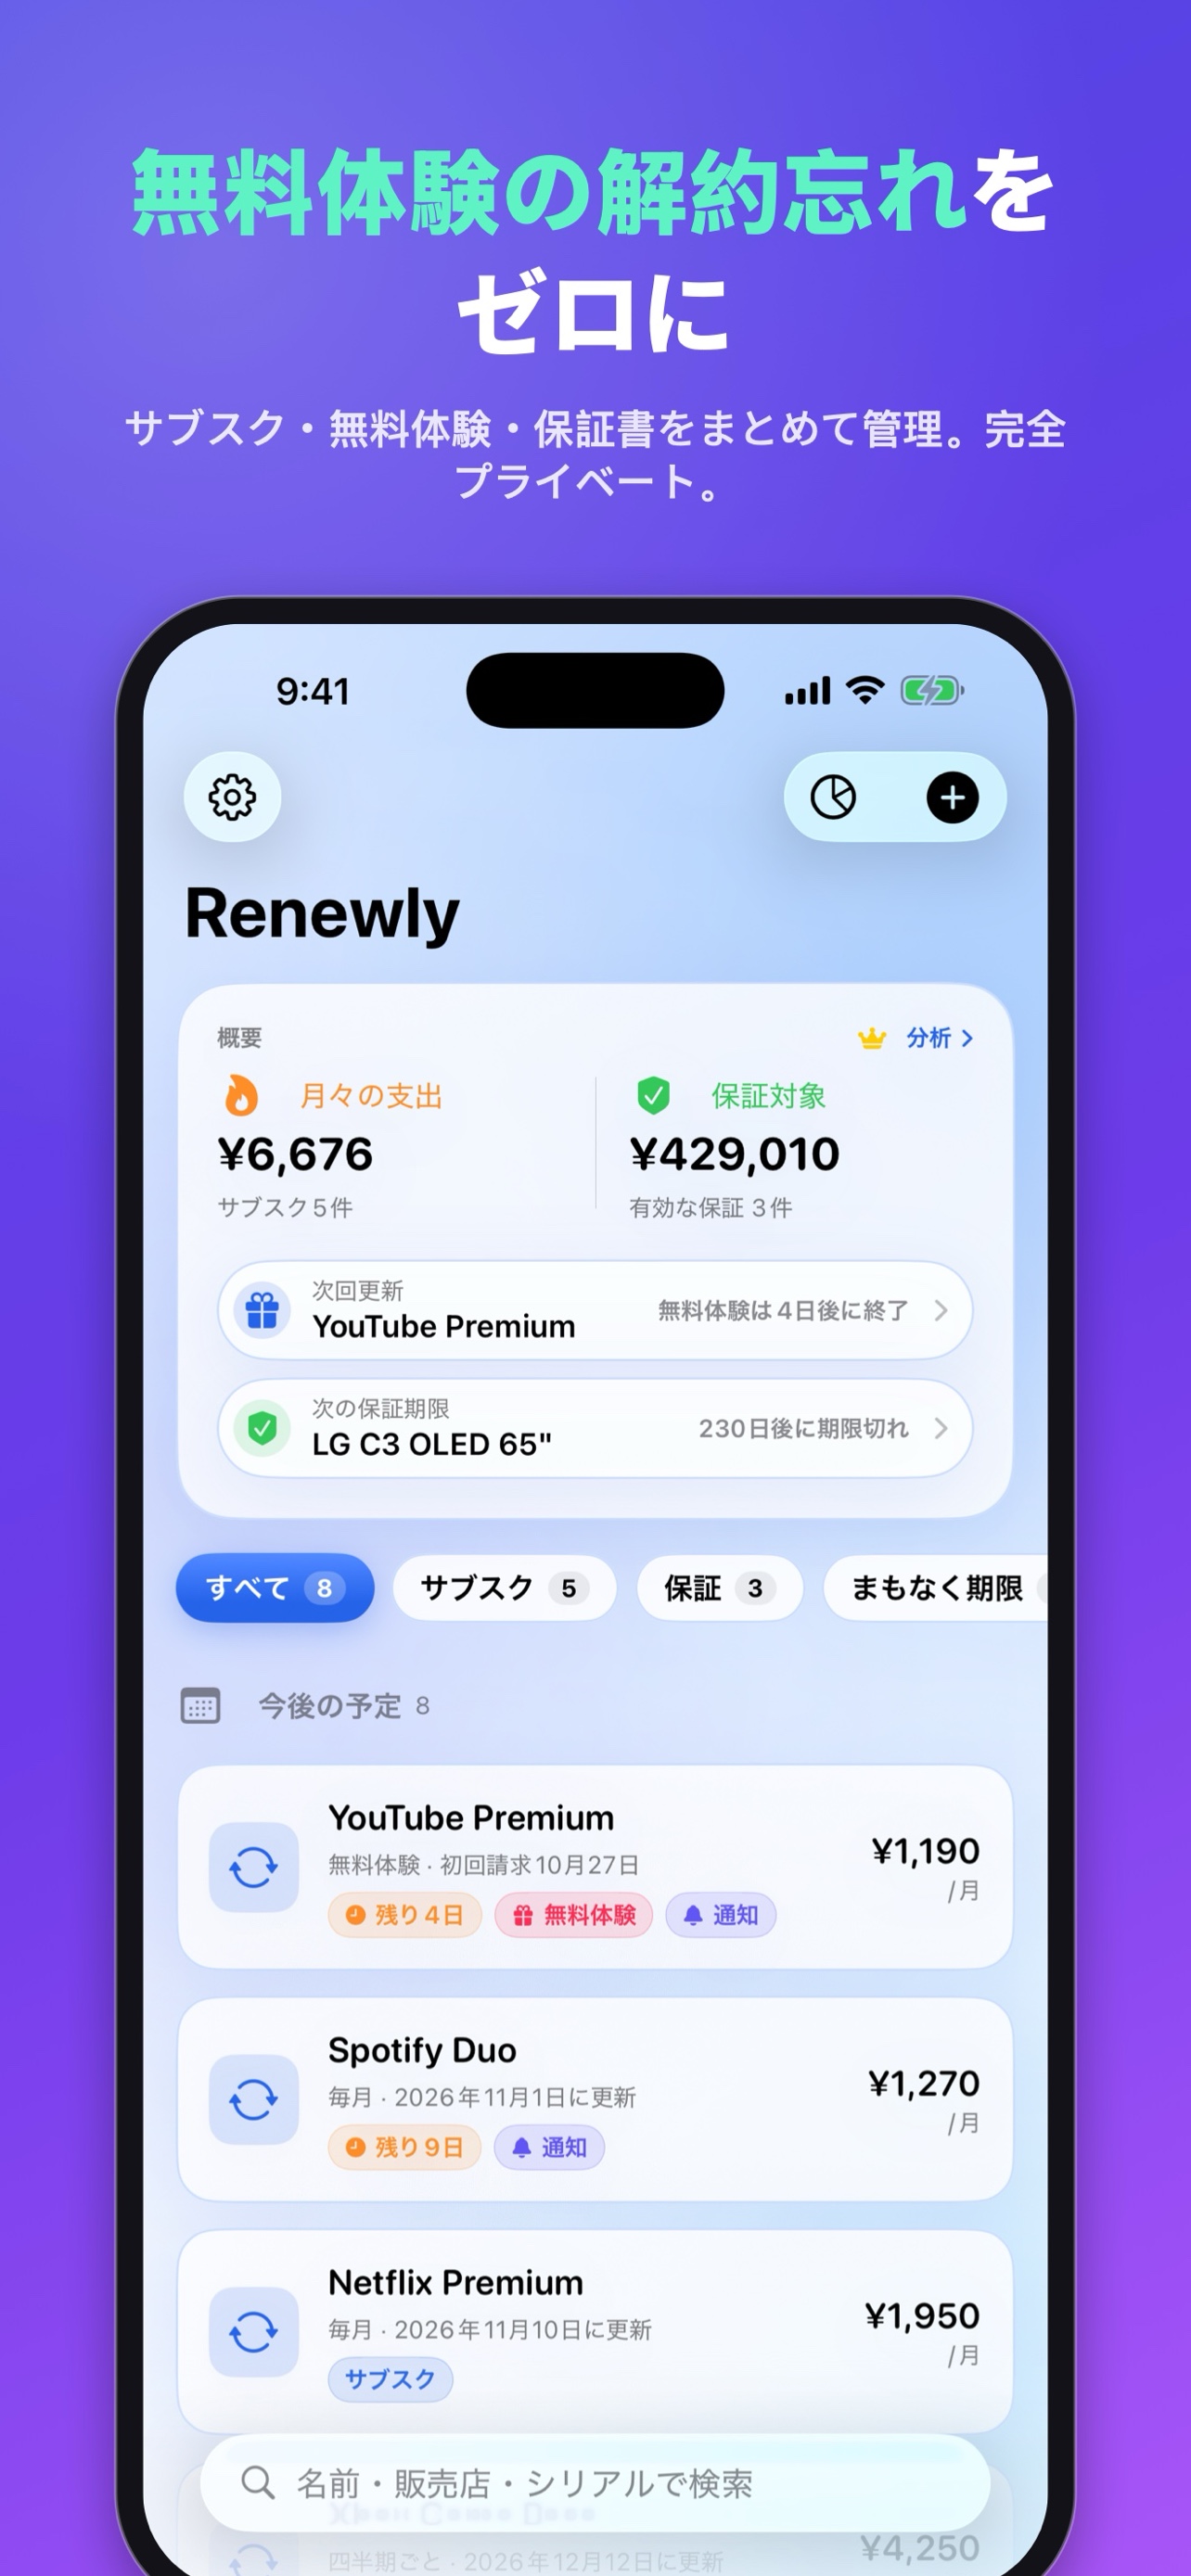 無料体験の解約忘れを
ゼロに
サブスク・無料体験・保証書をまとめて管理。完全
プライベート。
9:41
Renewly
概要
分析
月々の支出
保証対象
¥6,676
¥429,010
サブスク5件
有効な保証 3件
次回更新
YouTube Premium
無料体験は4日後に終了
次の保証期限
LG C3 OLED 65"
230日後に期限切れ
すべて 8
サブスク 5
保証 3
まもなく期限
今後の予定 8
YouTube Premium
無料体験 · 初回請求10月27日
残り4日
無料体験
通知
¥1,190
/月
Spotify Duo
毎月 · 2026年11月1日に更新
残り9日
通知
¥1,270
/月
Netflix Premium
毎月 · 2026年11月10日に更新
サブスク
¥1,950
/月
名前・販売店・シリアルで検索
¥4,250
四半期ごと · 2026年12月12日に更新